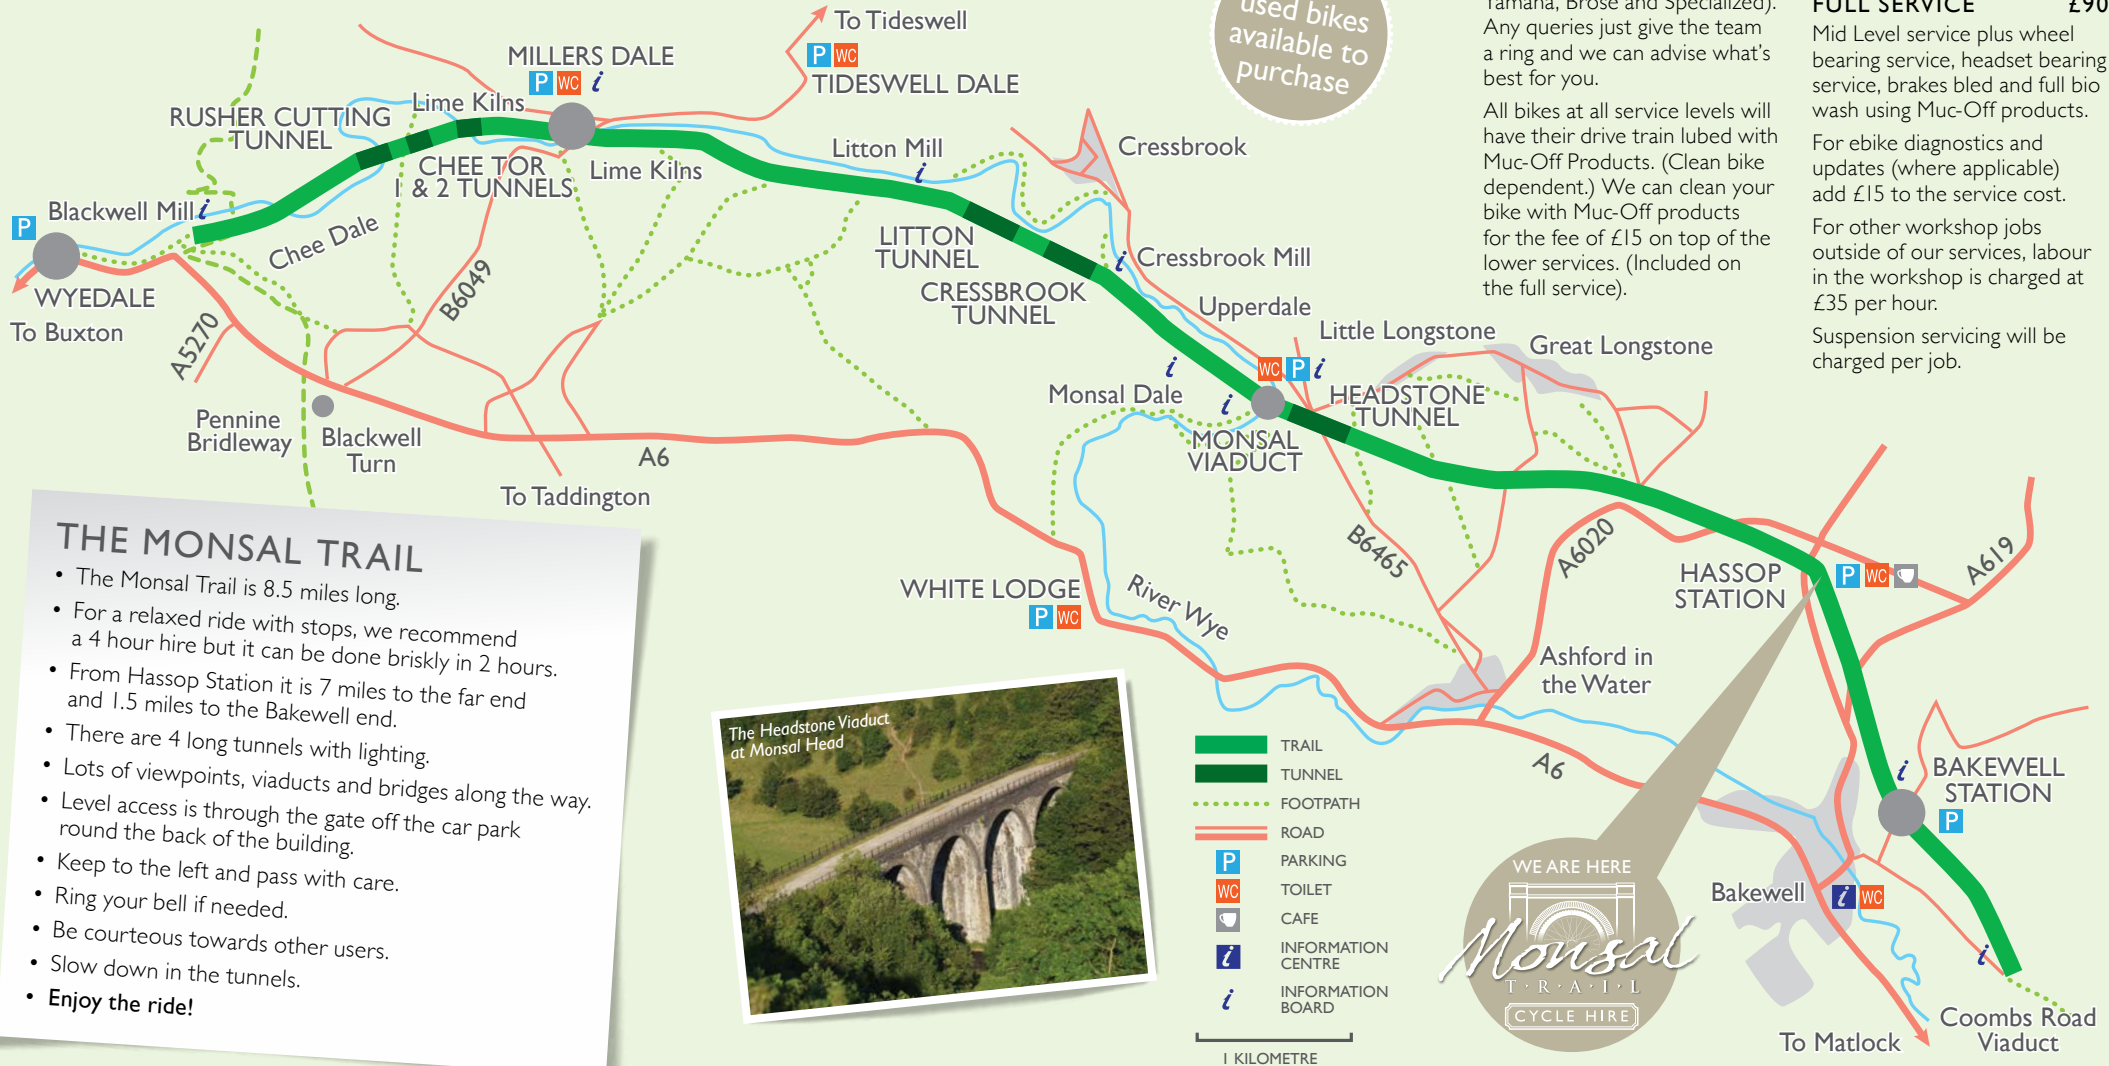 used bikes
available to
purchase
Yamaha, Brose and Specialized).
Any queries just give the team
a ring and we can advise what's
best for you.
All bikes at all service levels will
have their drive train lubed with
Muc-Off Products. (Clean bike
dependent.) We can clean your
bike with Muc-Off products
for the fee of £15 on top of the
lower services. (Included on
the full service).
FULL SERVICE £90
Mid Level service plus wheel
bearing service, headset bearing
service, brakes bled and full bio
wash using Muc-Off products.
For ebike diagnostics and
updates (where applicable)
add £15 to the service cost.
For other workshop jobs
outside of our services, labour
in the workshop is charged at
£35 per hour.
Suspension servicing will be
charged per job.
To Tideswell
P WC
TIDESWELL DALE
MILLERS DALE
P WC i
Lime Kilns
RUSHER CUTTING
TUNNEL
CHEE TOR
1 & 2 TUNNELS
Lime Kilns
Litton Mill
i
Cressbrook
P
Blackwell Mill i
Chee Dale
WYEDALE
To Buxton
A5270
B6049
LITTON
TUNNEL
CRESSBROOK
TUNNEL
i Cressbrook Mill
Upperdale
Little Longstone
Great Longstone
WC P i
i
Monsal Dale
i
HEADSTONE
TUNNEL
MONSAL
VIADUCT
Pennine
Bridleway
Blackwell
Turn
A6
To Taddington
B6465
A6020
A619
HASSOP
STATION
P WC
WHITE LODGE
P WC
River Wye
Ashford in
the Water
A6
i
BAKEWELL
STATION
P
Bakewell
i WC
i
Coombs Road
Viaduct
To Matlock
THE MONSAL TRAIL
• The Monsal Trail is 8.5 miles long.
• For a relaxed ride with stops, we recommend
a 4 hour hire but it can be done briskly in 2 hours.
• From Hassop Station it is 7 miles to the far end
and 1.5 miles to the Bakewell end.
• There are 4 long tunnels with lighting.
• Lots of viewpoints, viaducts and bridges along the way.
• Level access is through the gate off the car park
round the back of the building.
• Keep to the left and pass with care.
• Ring your bell if needed.
• Be courteous towards other users.
• Slow down in the tunnels.
• Enjoy the ride!
The Headstone Viaduct
at Monsal Head
TRAIL
TUNNEL
FOOTPATH
ROAD
P PARKING
WC TOILET
CAFE
i INFORMATION
CENTRE
i INFORMATION
BOARD
1 KILOMETRE
WE ARE HERE
Monsal
T·R·A·I·L
CYCLE HIRE